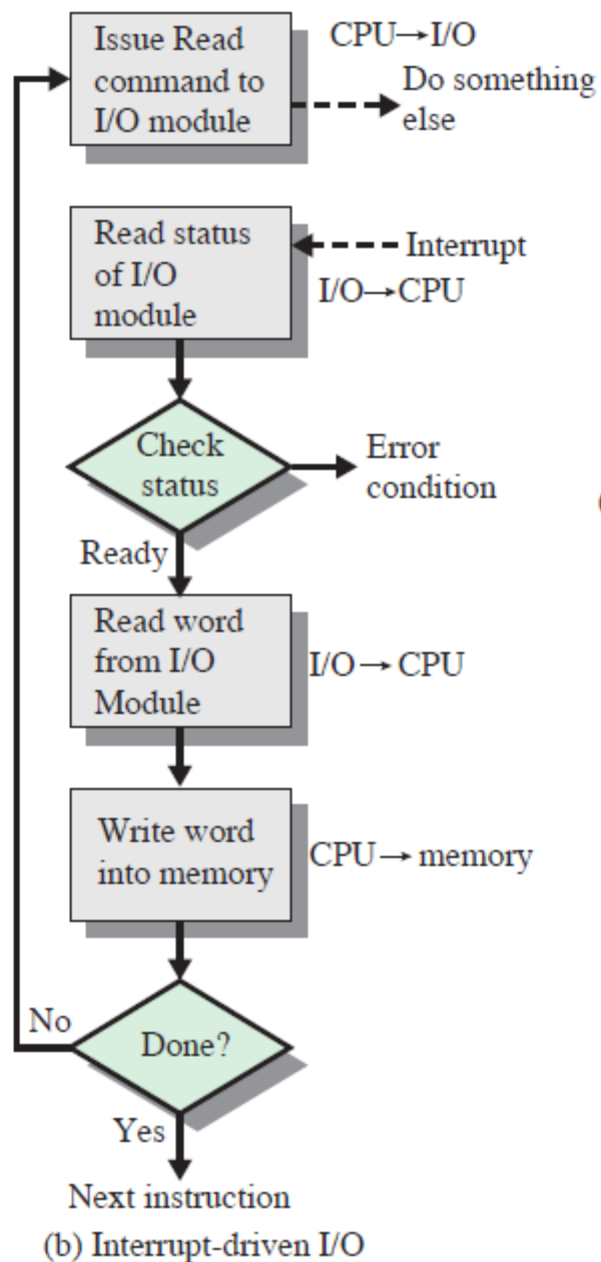 Issue Read
command to
I/O module
CPU→I/O
Do something
else
Read status
of I/O
module
Interrupt
I/O→CPU
Check
status
Error
condition
Ready
Read word
from I/O
Module
I/O → CPU
Write word
into memory
CPU → memory
No
Done?
Yes
Next instruction
(b) Interrupt-driven I/O